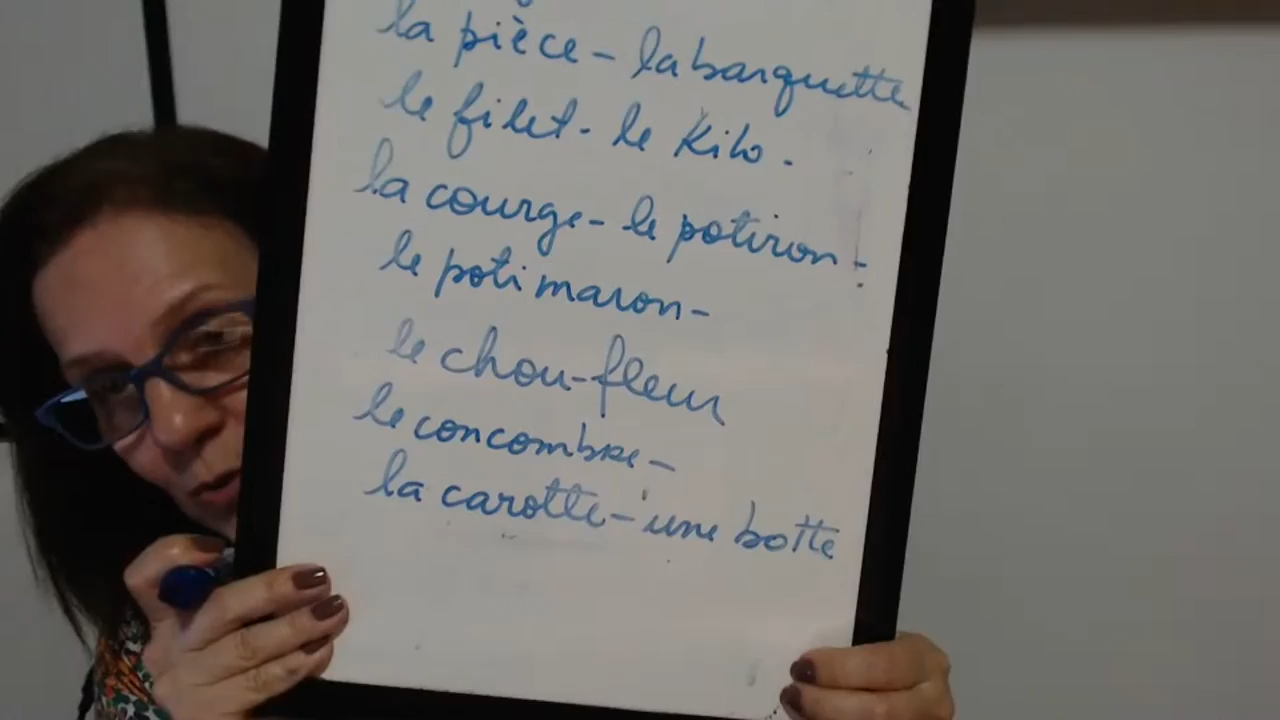 la pièce - la barquette
le filet - le Kilo.
la courge - le potiron -
le potimaron -
le chou-fleur
le concombre -
la carotte - une botte